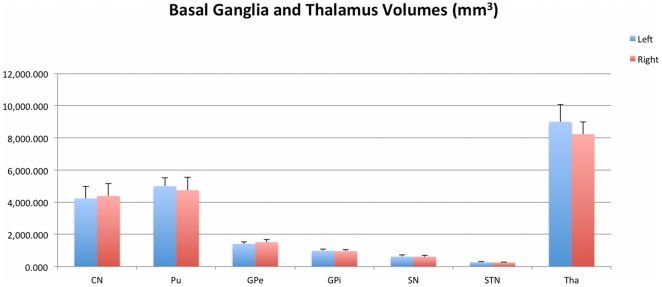 Basal Ganglia and Thalamus Volumes (mm³)
Left
Right
12,000.000
10,000.000
8,000.000
6,000.000
4,000.000
2,000.000
0.000
CN Pu GPe GPi SN STN Tha